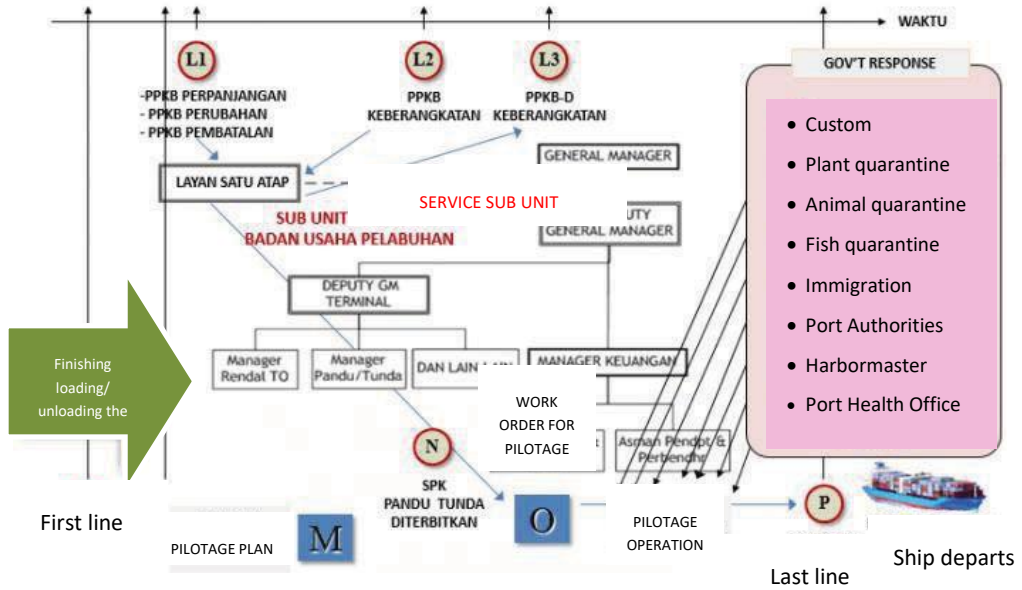 WAKTU
L1
L2
L3
GOV'T RESPONSE
-PPKB PERPANJANGAN
- PPKB PERUBAHAN
- PPKB PEMBATALAN
PPKB
KEBERANGKATAN
PPKB-D
KEBERANGKATAN
• Custom
• Plant quarantine
• Animal quarantine
• Fish quarantine
• Immigration
• Port Authorities
• Harbormaster
• Port Health Office
GENERAL MANAGER
LAYAN SATU ATAP
SERVICE SUB UNIT
SUB UNIT
BADAN USAHA PELABUHAN
GENERAL MANAGER
DEPUTY GM
TERMINAL
Manager
Rendal TO
Manager
Pandu/Tunda
DAN LAIN
MANAGER KEUANGAN
Finishing
loading/
unloading the
WORK
ORDER FOR
PILOTAGE
Asman Pendpt &
Perbendhr
N
SPK
PANDU TUNDA
DITERBITKAN
First line
PILOTAGE PLAN
M
O
PILOTAGE
OPERATION
P
Ship departs
Last line